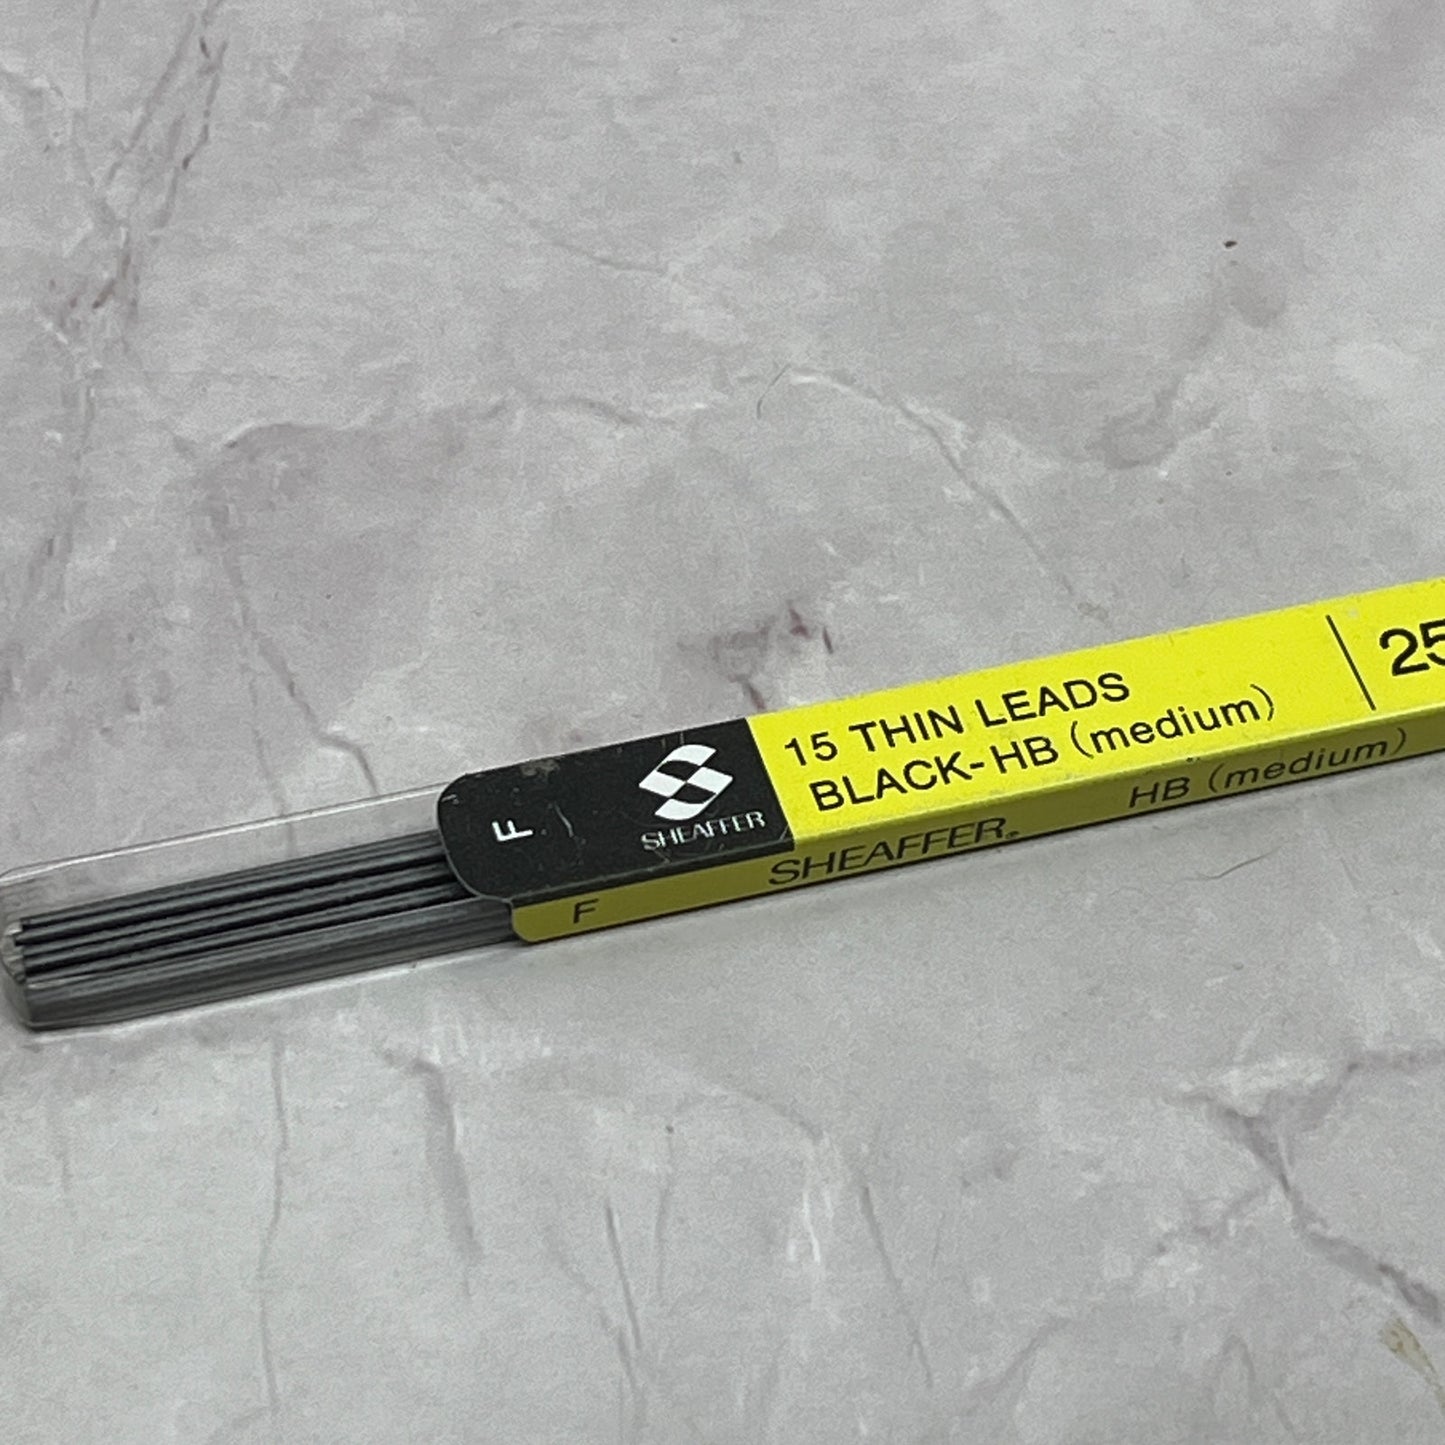 F
SHEAFFER
15 THIN LEADS
BLACK-HB (medium)
25
F
SHEAFFER®
HB (medium)